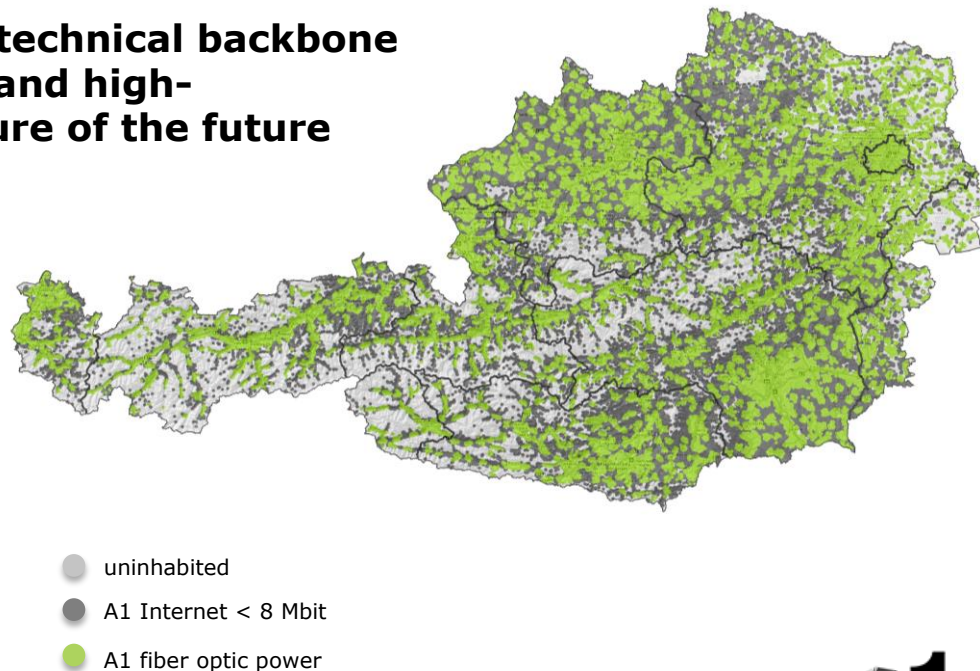 technical backbone
and high-
ure of the future
uninhabited
A1 Internet < 8 Mbit
A1 fiber optic power